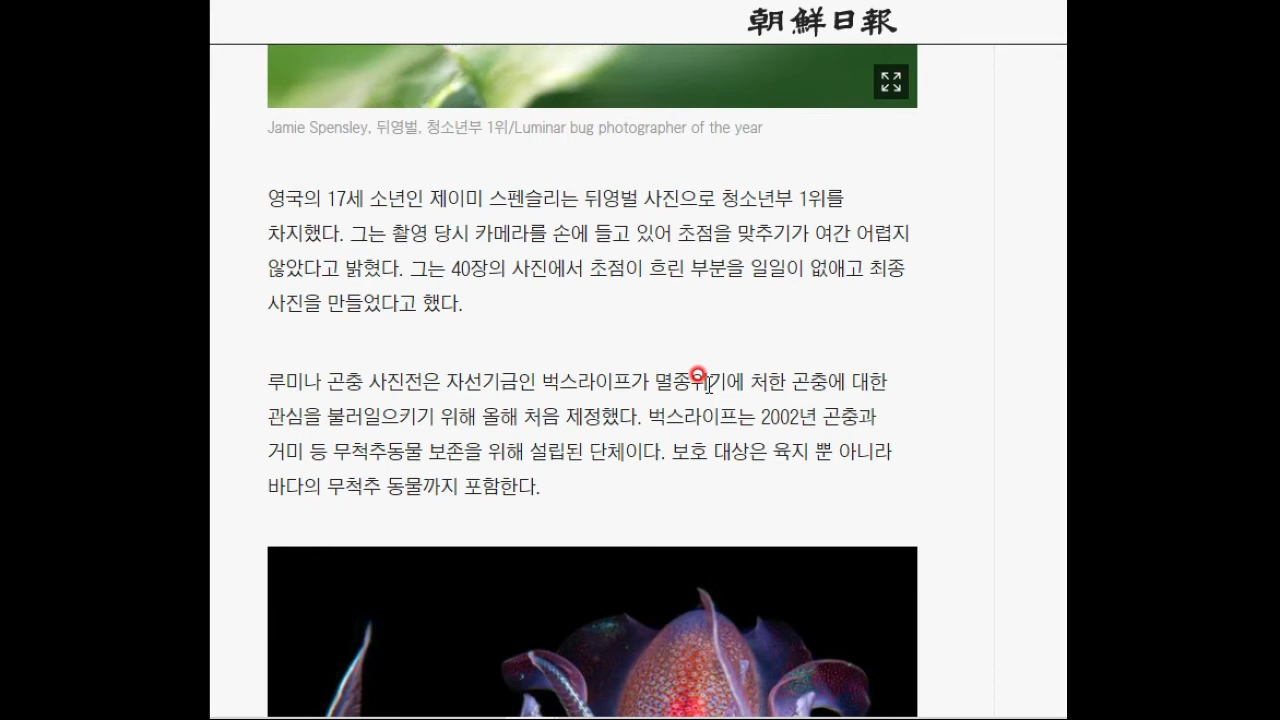 朝鮮日報
Jamie Spensley, 뒤영벌, 청소년부 1위/Luminar bug photographer of the year
영국의 17세 소년인 제이미 스펜슬리는 뒤영벌 사진으로 청소년부 1위를
차지했다. 그는 촬영 당시 카메라를 손에 들고 있어 초점을 맞추기가 여간 어렵지
않았다고 밝혔다. 그는 40장의 사진에서 초점이 흐린 부분을 일일이 없애고 최종
사진을 만들었다고 했다.
루미나 곤충 사진전은 자선기금인 벅스라이프가 멸종위기에 처한 곤충에 대한
관심을 불러일으키기 위해 올해 처음 제정했다. 벅스라이프는 2002년 곤충과
거미 등 무척추동물 보존을 위해 설립된 단체이다. 보호 대상은 육지 뿐 아니라
바다의 무척추 동물까지 포함한다.